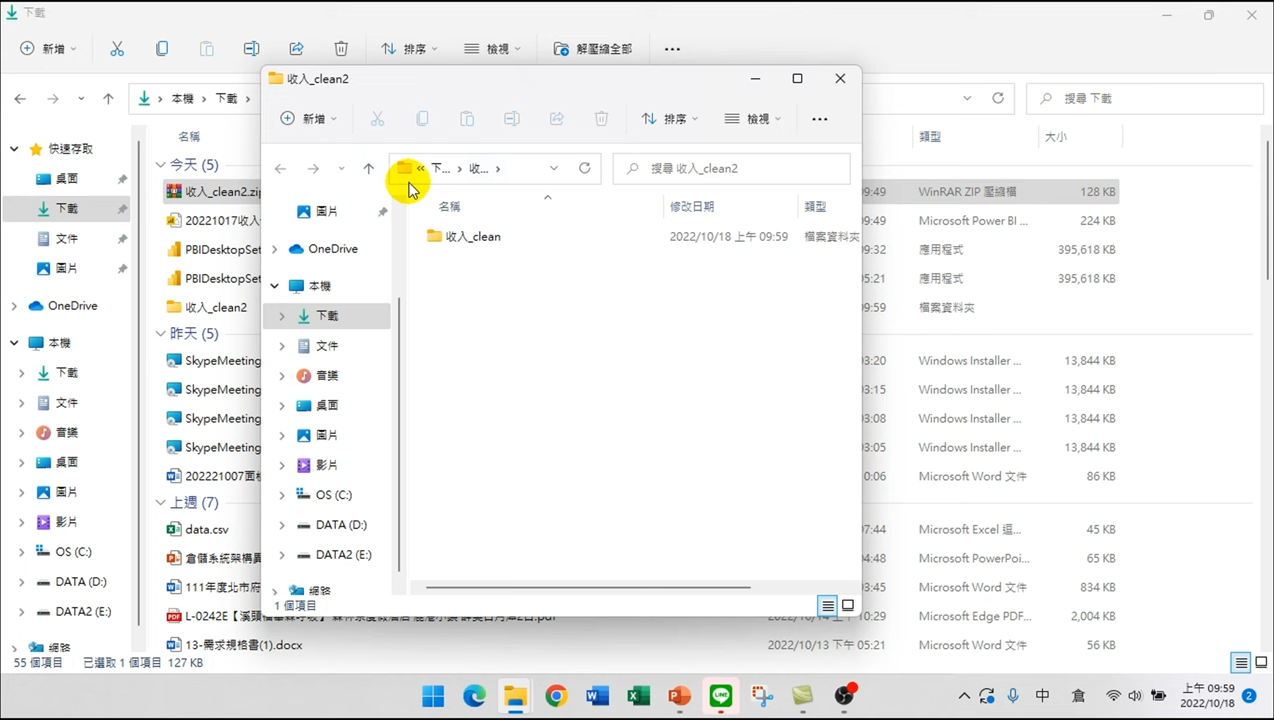 下載
新增
排序
檢視
解壓縮全部
本機 › 下載 ›
搜尋 下載
快速存取
桌面
下載
文件
圖片
OneDrive
本機
下載
文件
音樂
桌面
圖片
影片
OS (C:)
DATA (D:)
DATA2 (E:)
網路
名稱
類型
大小
今天 (5)
收入_clean2.zip
09:49 WinRAR ZIP 壓縮檔 128 KB
20221017收入
09:49 Microsoft Power BI ... 224 KB
PBIDesktopSet
09:32 應用程式 395,618 KB
PBIDesktopSet
05:21 應用程式 395,618 KB
收入_clean2
09:59 檔案資料夾
昨天 (5)
SkypeMeeting
03:20 Windows Installer ... 13,844 KB
SkypeMeeting
03:15 Windows Installer ... 13,844 KB
SkypeMeeting
03:08 Windows Installer ... 13,844 KB
SkypeMeeting
03:05 Windows Installer ... 13,844 KB
202221007面板
0:06 Microsoft Word 文件 86 KB
上週 (7)
data.csv
07:44 Microsoft Excel 逗... 45 KB
倉儲系統架構異
04:48 Microsoft PowerPoi... 65 KB
111年度北市府
03:45 Microsoft Word 文件 834 KB
L-0242E【溪頭
Microsoft Edge PDF... 2,004 KB
13-需求規格書(1).docx 2022/10/13 下午 05:21 Microsoft Word 文件 56 KB
55 個項目 已選取 1 個項目 127 KB
收入_clean2
新增
排序
檢視
« 下... › 收... ›
搜尋 收入_clean2
圖片
OneDrive
本機
下載
文件
音樂
桌面
圖片
影片
OS (C:)
DATA (D:)
DATA2 (E:)
網路
名稱 修改日期 類型
收入_clean 2022/10/18 上午 09:59 檔案資料夾
1 個項目
中
倉
上午 09:59
2022/10/18
2